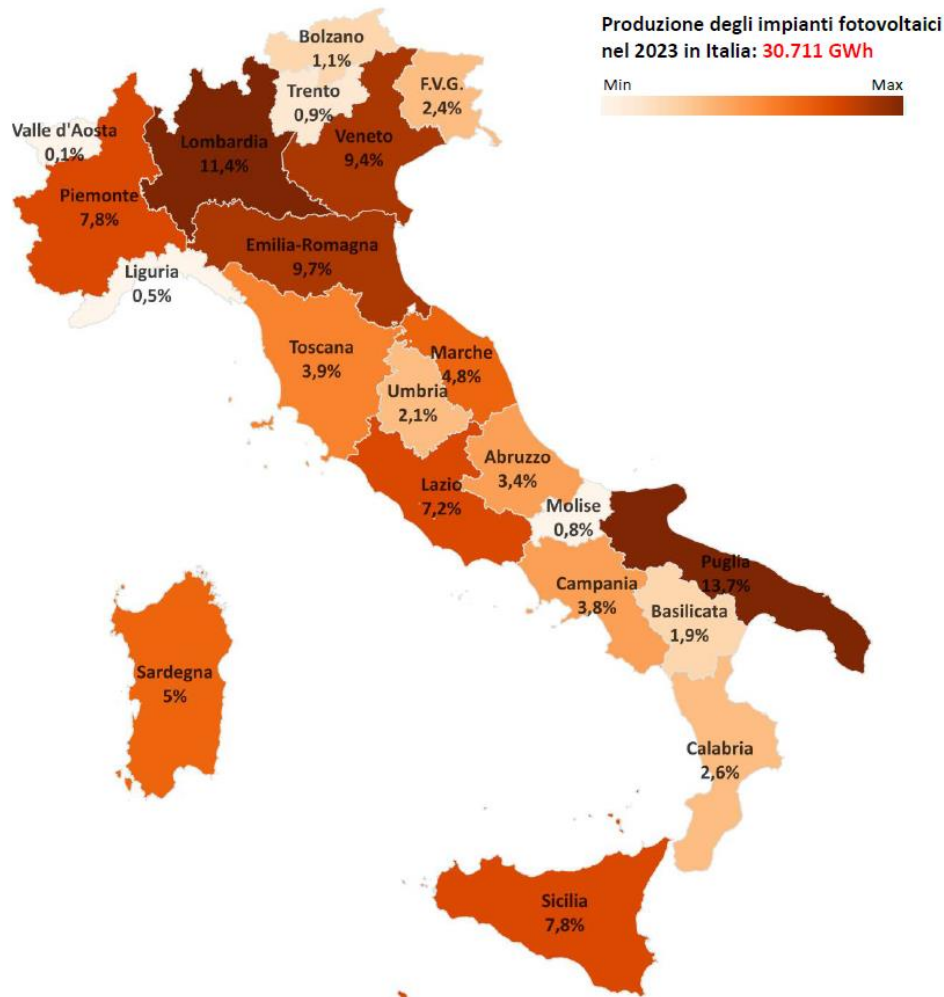 Produzione degli impianti fotovoltaici
nel 2023 in Italia: 30.711 GWh
Min Max
Bolzano
1,1%
Trento
0,9%
F.V.G.
2,4%
Valle d'Aosta
0,1%
Lombardia
11,4%
Veneto
9,4%
Piemonte
7,8%
Emilia-Romagna
9,7%
Liguria
0,5%
Toscana
3,9%
Marche
4,8%
Umbria
2,1%
Abruzzo
3,4%
Lazio
7,2%
Molise
0,8%
Puglia
13,7%
Campania
3,8%
Basilicata
1,9%
Sardegna
5%
Calabria
2,6%
Sicilia
7,8%